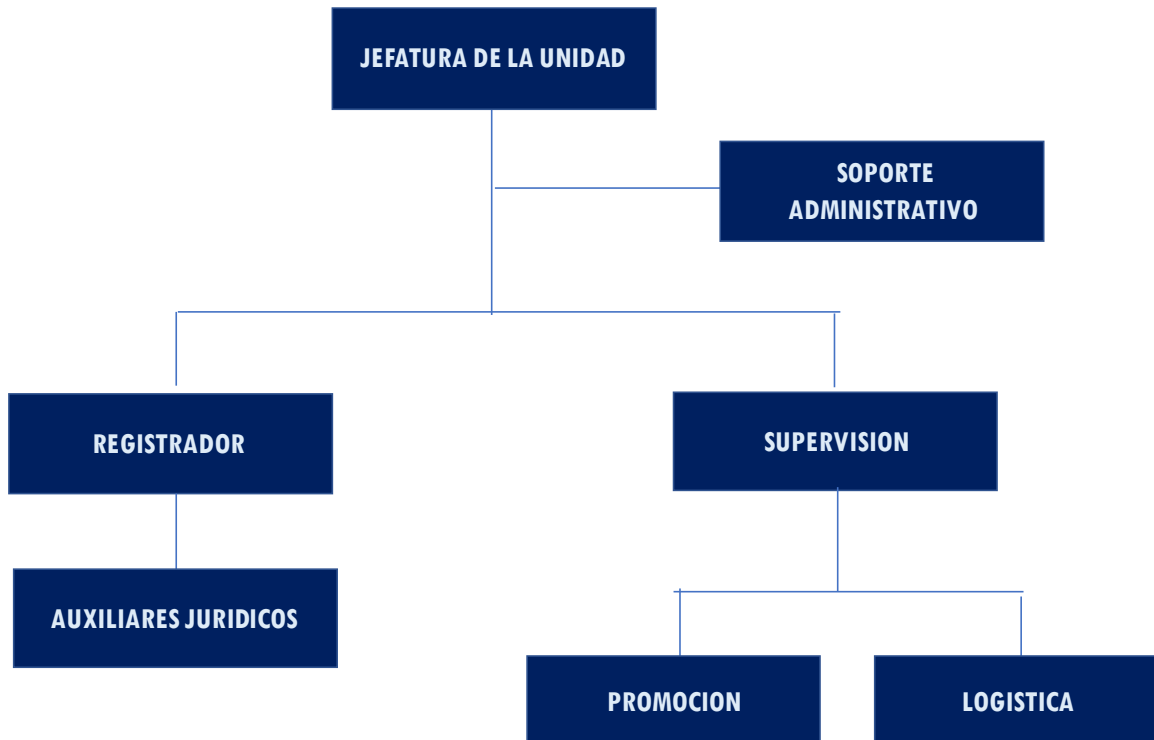 JEFATURA DE LA UNIDAD
SOPORTE
ADMINISTRATIVO
REGISTRADOR
SUPERVISION
AUXILIARES JURIDICOS
PROMOCION
LOGISTICA